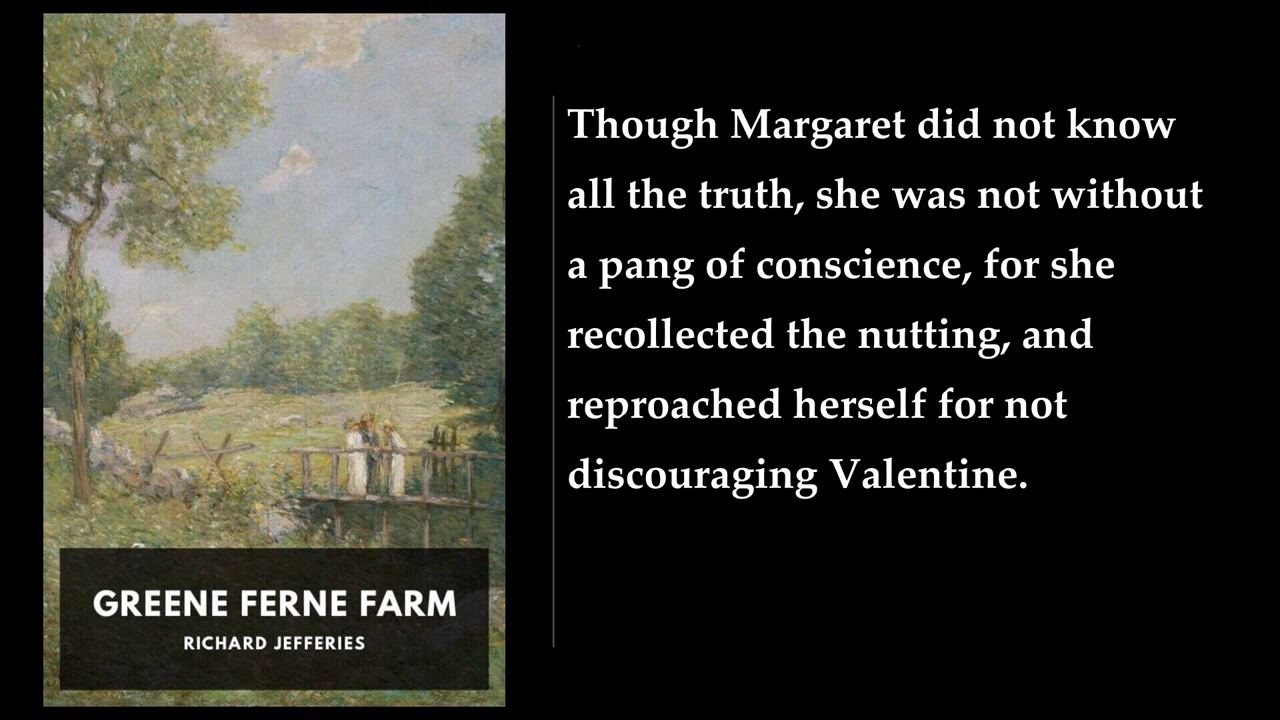 Though Margaret did not know
all the truth, she was not without
a pang of conscience, for she
recollected the nutting, and
reproached herself for not
discouraging Valentine.
GREENE FERNE FARM
RICHARD JEFFERIES